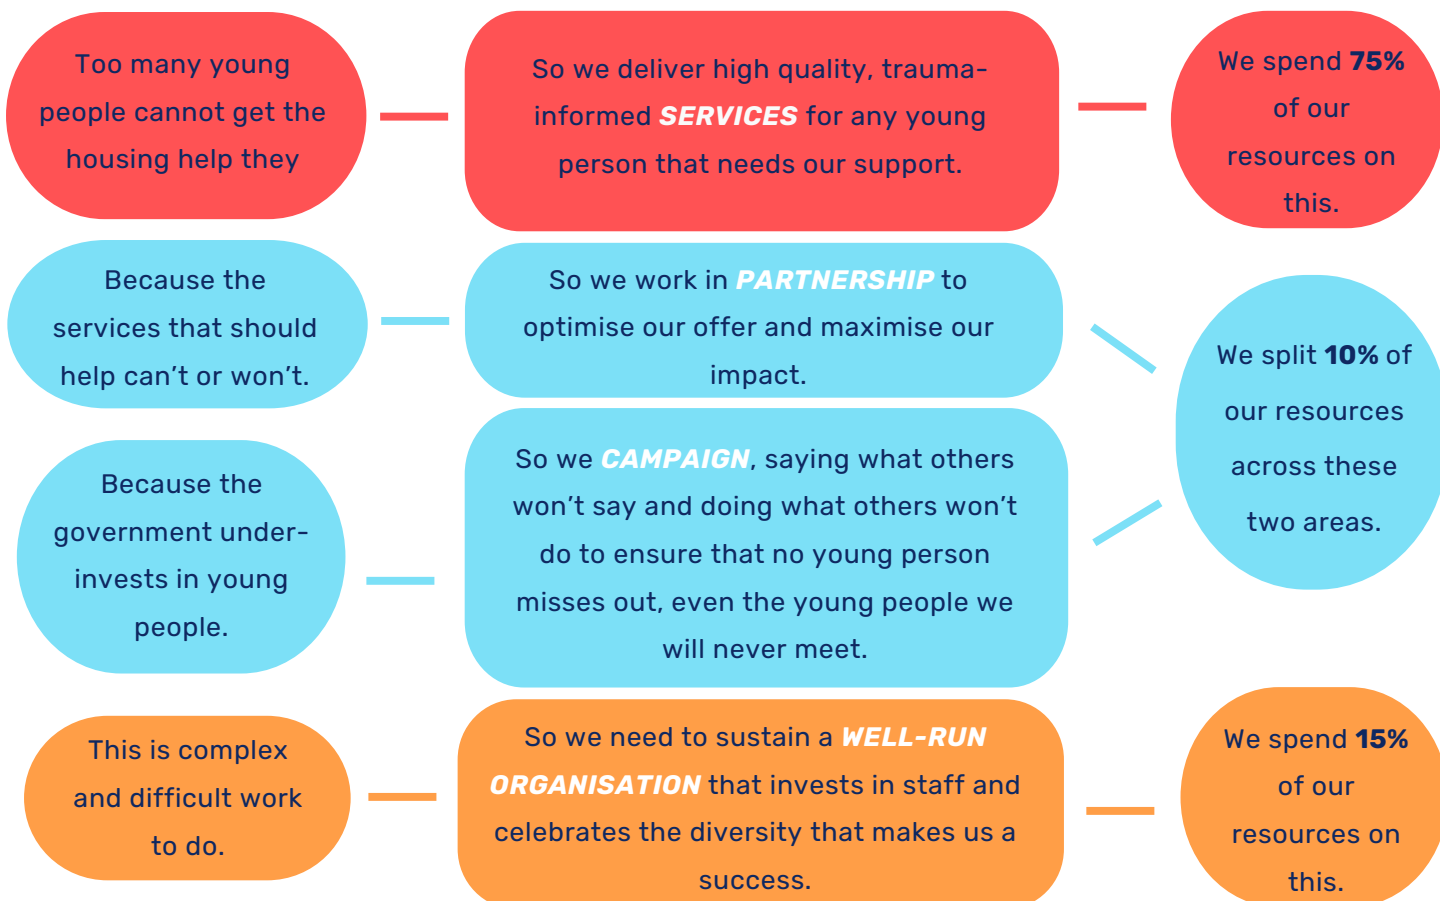 Too many young
people cannot get the
housing help they
So we deliver high quality, trauma-
informed SERVICES for any young
person that needs our support.
We spend 75%
of our
resources on
this.
Because the
services that should
help can’t or won’t.
So we work in PARTNERSHIP to
optimise our offer and maximise our
impact.
Because the
government under-
invests in young
people.
So we CAMPAIGN, saying what others
won’t say and doing what others won’t
do to ensure that no young person
misses out, even the young people we
will never meet.
We split 10% of
our resources
across these
two areas.
This is complex
and difficult work
to do.
So we need to sustain a WELL-RUN
ORGANISATION that invests in staff and
celebrates the diversity that makes us a
success.
We spend 15%
of our
resources on
this.